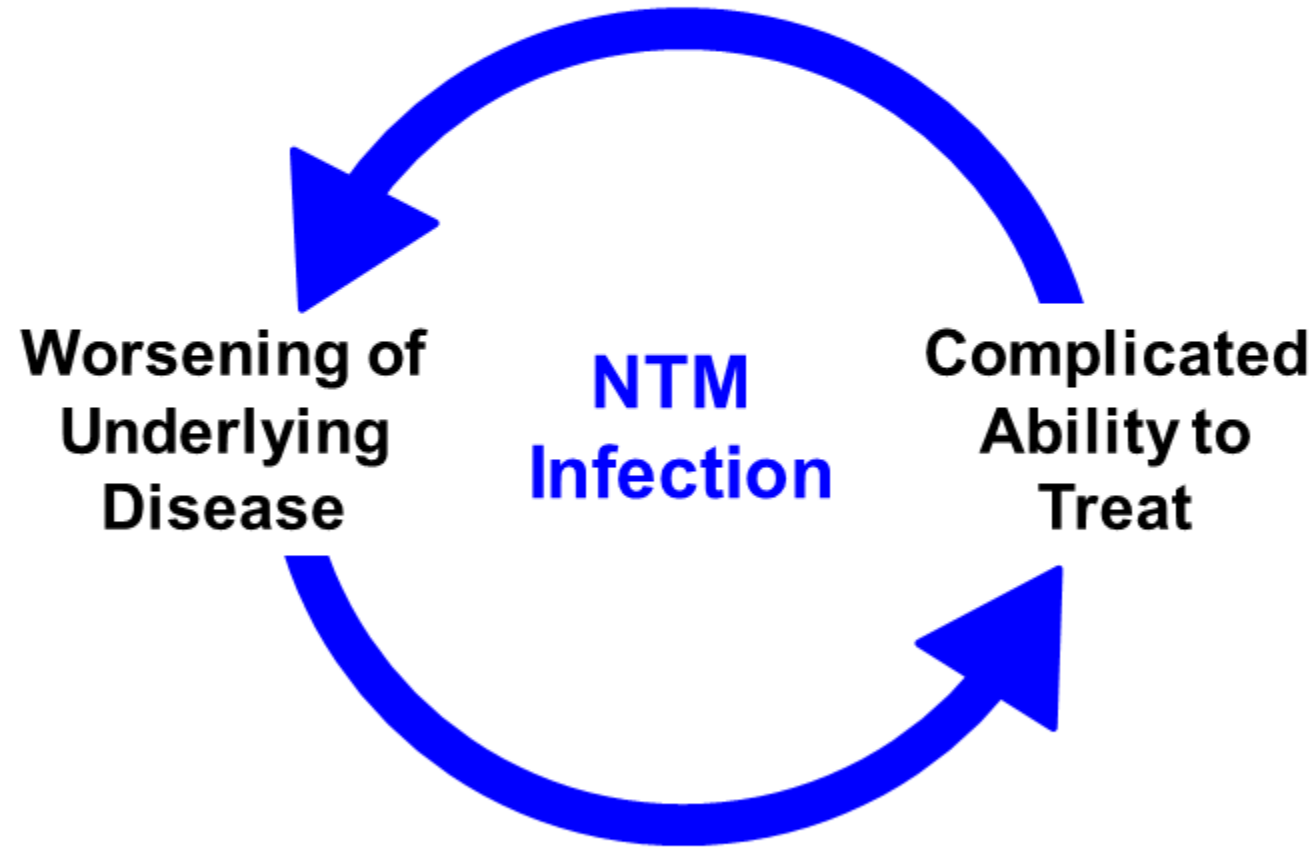 Worsening of
Underlying
Disease
NTM
Infection
Complicated
Ability to
Treat